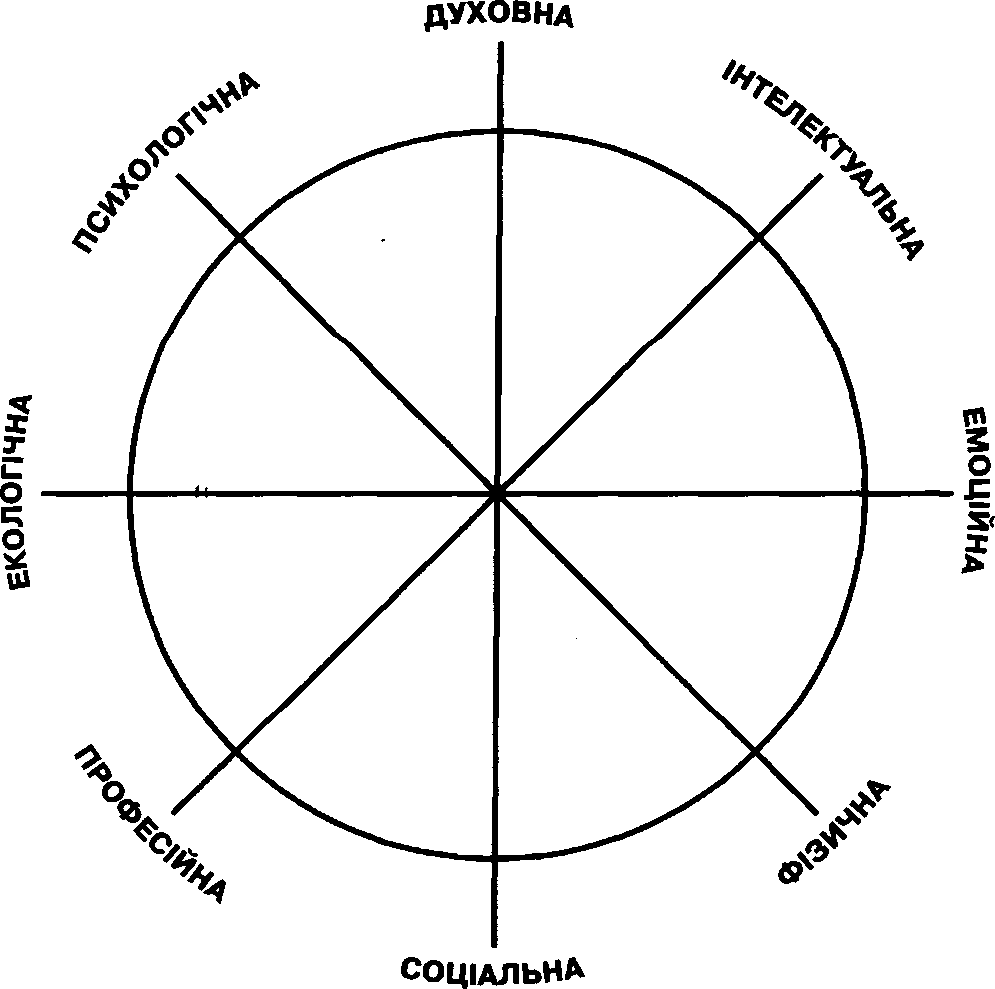 ДУХОВНА
ІНТЕЛЕКТУАЛЬНА
ЕМОЦІЙНА
ФІЗИЧНА
СОЦІАЛЬНА
ПРОФЕСІЙНА
ЕКОЛОГІЧНА
ПСИХОЛОГІЧНА